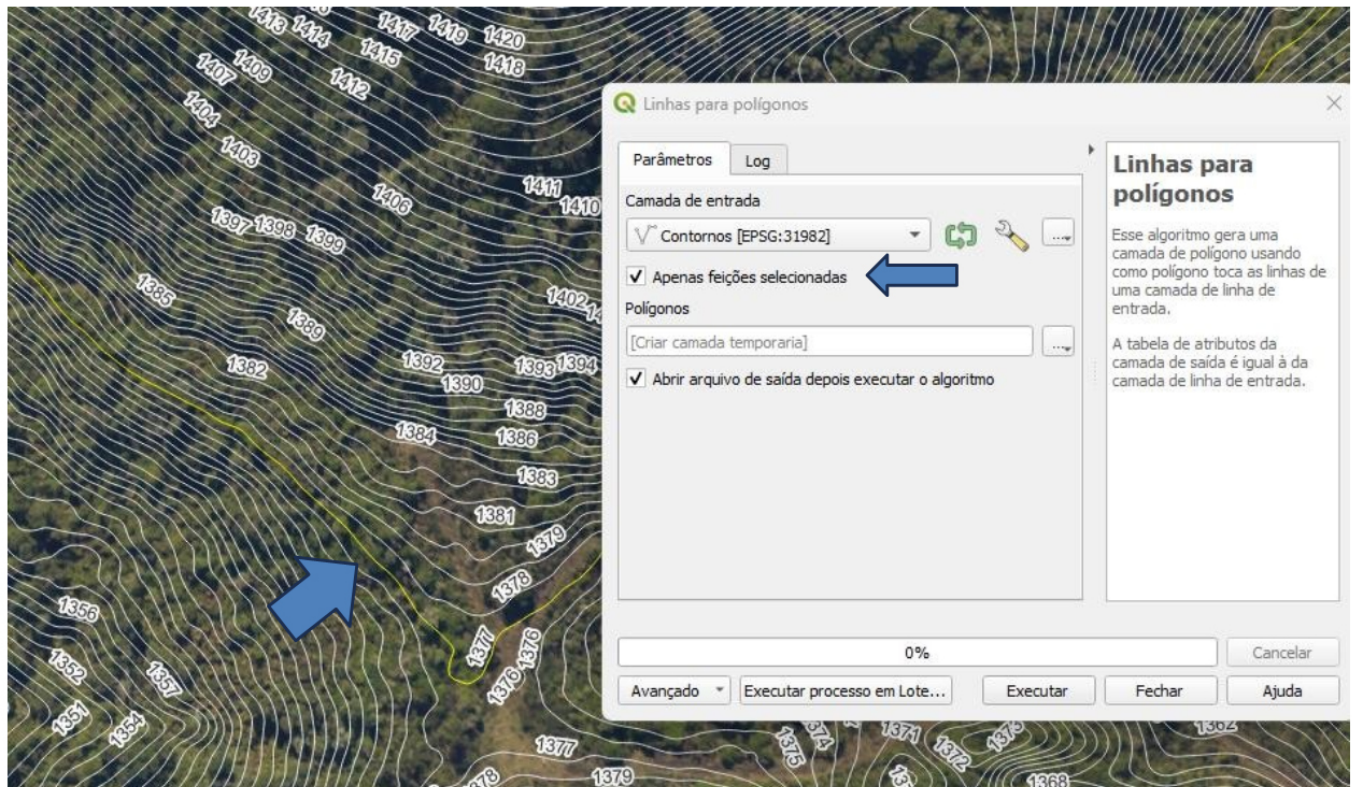 1413 1414 1417 1419 1420
1415 1418
1407 1409 1412
1404
1403
1406 1411 1410
1397 1398 1399
1385 1402
1389
1382 1392 1393 1394
1390
1388
1384 1386
1383
1381
1379
1378
1356
1377 1376
1352 1357 1376
1351 1354
1377 1375 1374 1371 1372 1373 1362
1378 1379 1368
Linhas para polígonos
Parâmetros Log
Camada de entrada
Contornos [EPSG:31982]
Apenas feições selecionadas
Polígonos
[Criar camada temporaria]
Abrir arquivo de saída depois executar o algoritmo
Linhas para
polígonos
Esse algoritmo gera uma
camada de polígono usando
como polígono toca as linhas de
uma camada de linha de
entrada.
A tabela de atributos da
camada de saída é igual à da
camada de linha de entrada.
0% Cancelar
Avançado Executar processo em Lote... Executar Fechar Ajuda